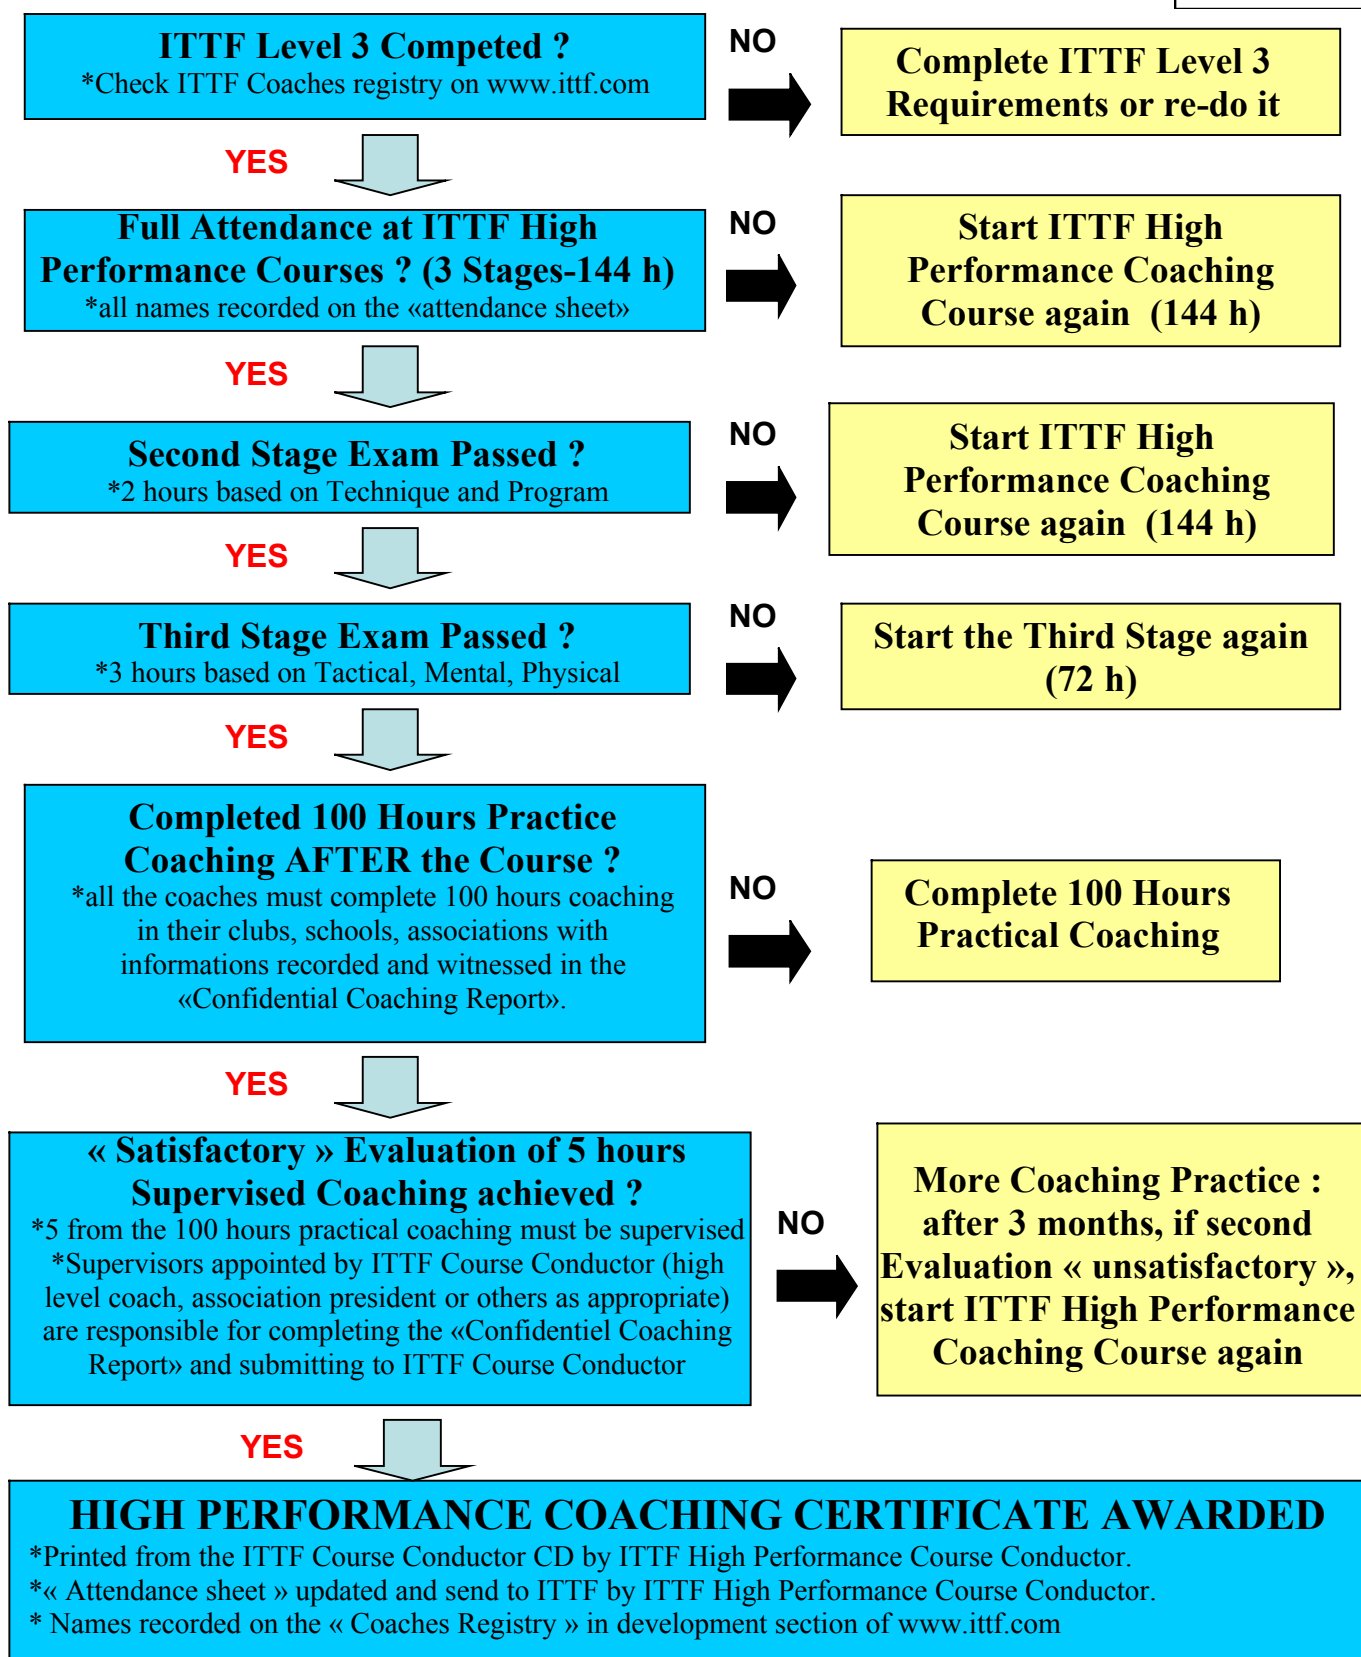 ITTF Level 3 Competed ?
*Check ITTF Coaches registry on www.ittf.com
NO
Complete ITTF Level 3
Requirements or re-do it
YES
Full Attendance at ITTF High
Performance Courses ? (3 Stages-144 h)
*all names recorded on the «attendance sheet»
NO
Start ITTF High
Performance Coaching
Course again (144 h)
YES
Second Stage Exam Passed ?
*2 hours based on Technique and Program
NO
Start ITTF High
Performance Coaching
Course again (144 h)
YES
Third Stage Exam Passed ?
*3 hours based on Tactical, Mental, Physical
NO
Start the Third Stage again
(72 h)
YES
Completed 100 Hours Practice
Coaching AFTER the Course ?
*all the coaches must complete 100 hours coaching
in their clubs, schools, associations with
informations recorded and witnessed in the
«Confidential Coaching Report».
NO
Complete 100 Hours
Practical Coaching
YES
« Satisfactory » Evaluation of 5 hours
Supervised Coaching achieved ?
*5 from the 100 hours practical coaching must be supervised
*Supervisors appointed by ITTF Course Conductor (high
level coach, association president or others as appropriate)
are responsible for completing the «Confidentiel Coaching
Report» and submitting to ITTF Course Conductor
NO
More Coaching Practice :
after 3 months, if second
Evaluation « unsatisfactory »,
start ITTF High Performance
Coaching Course again
YES
HIGH PERFORMANCE COACHING CERTIFICATE AWARDED
*Printed from the ITTF Course Conductor CD by ITTF High Performance Course Conductor.
*« Attendance sheet » updated and send to ITTF by ITTF High Performance Course Conductor.
* Names recorded on the « Coaches Registry » in development section of www.ittf.com